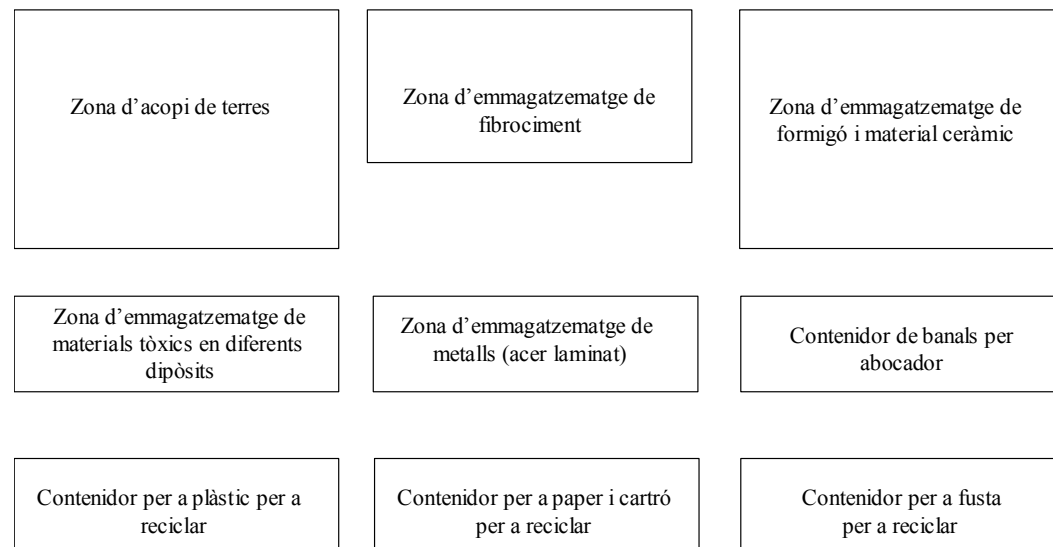 Zona d’acopi de terres
Zona d’emmagatzematge de
fibrociment
Zona d’emmagatzematge de
formigó i material ceràmic
Zona d’emmagatzematge de
materials tòxics en diferents
dipòsits
Zona d’emmagatzematge de
metalls (acer laminat)
Contenidor de banals per
abocador
Contenidor per a plàstic per a
reciclar
Contenidor per a paper i cartró
per a reciclar
Contenidor per a fusta
per a reciclar